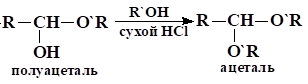 R–CH–O`R   R`OH   R–CH–O`R
OH   сухой HCl   O`R
полуацеталь   ацеталь